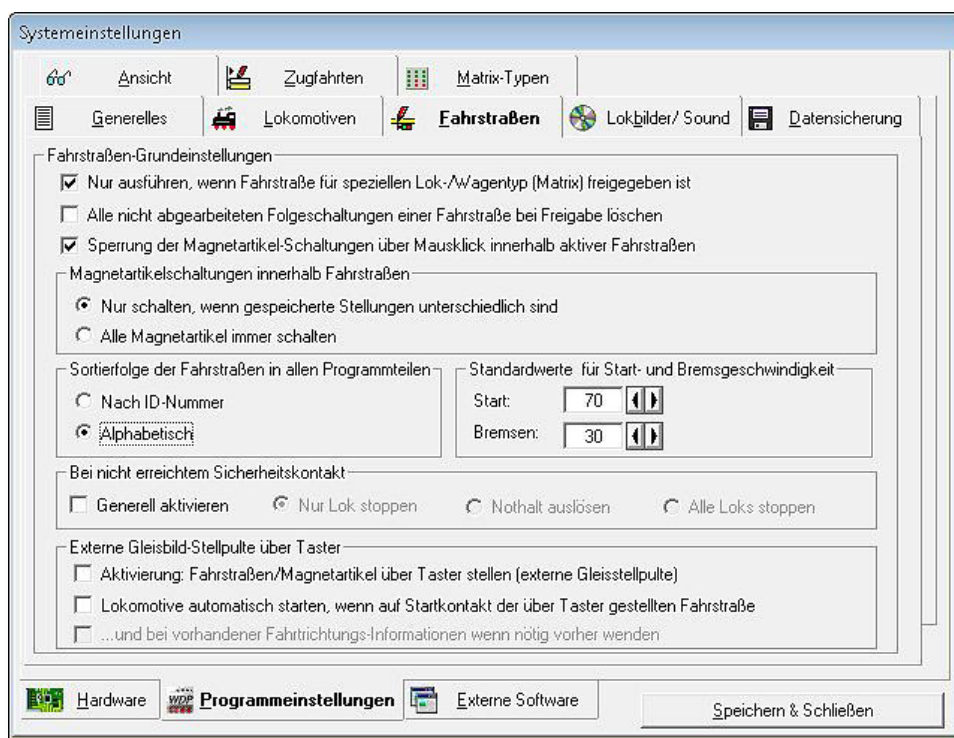 Systemeinstellungen
Ansicht Zugfahrten Matrix-Typen
Generelles Lokomotiven Fahrstraßen Lokbilder/ Sound Datensicherung
Fahrstraßen-Grundeinstellungen
Nur ausführen, wenn Fahrstraße für speziellen Lok-/Wagentyp (Matrix) freigegeben ist
Alle nicht abgearbeiteten Folgeschaltungen einer Fahrstraße bei Freigabe löschen
Sperrung der Magnetartikel-Schaltungen über Mausklick innerhalb aktiver Fahrstraßen
Magnetartikelschaltungen innerhalb Fahrstraßen
Nur schalten, wenn gespeicherte Stellungen unterschiedlich sind
Alle Magnetartikel immer schalten
Sortierfolge der Fahrstraßen in allen Programmteilen
Nach ID-Nummer
Alphabetisch
Standardwerte für Start- und Bremsgeschwindigkeit
Start: 70
Bremsen: 30
Bei nicht erreichtem Sicherheitskontakt
Generell aktivieren Nur Lok stoppen Nothalt auslösen Alle Loks stoppen
Externe Gleisbild-Stellpulte über Taster
Aktivierung: Fahrstraßen/Magnetartikel über Taster stellen (externe Gleisstellpulte)
Lokomotive automatisch starten, wenn auf Startkontakt der über Taster gestellten Fahrstraße
...und bei vorhandener Fahrtrichtungs-Informationen wenn nötig vorher wenden
Hardware WDP Programmeinstellungen Externe Software
Speichern & Schließen